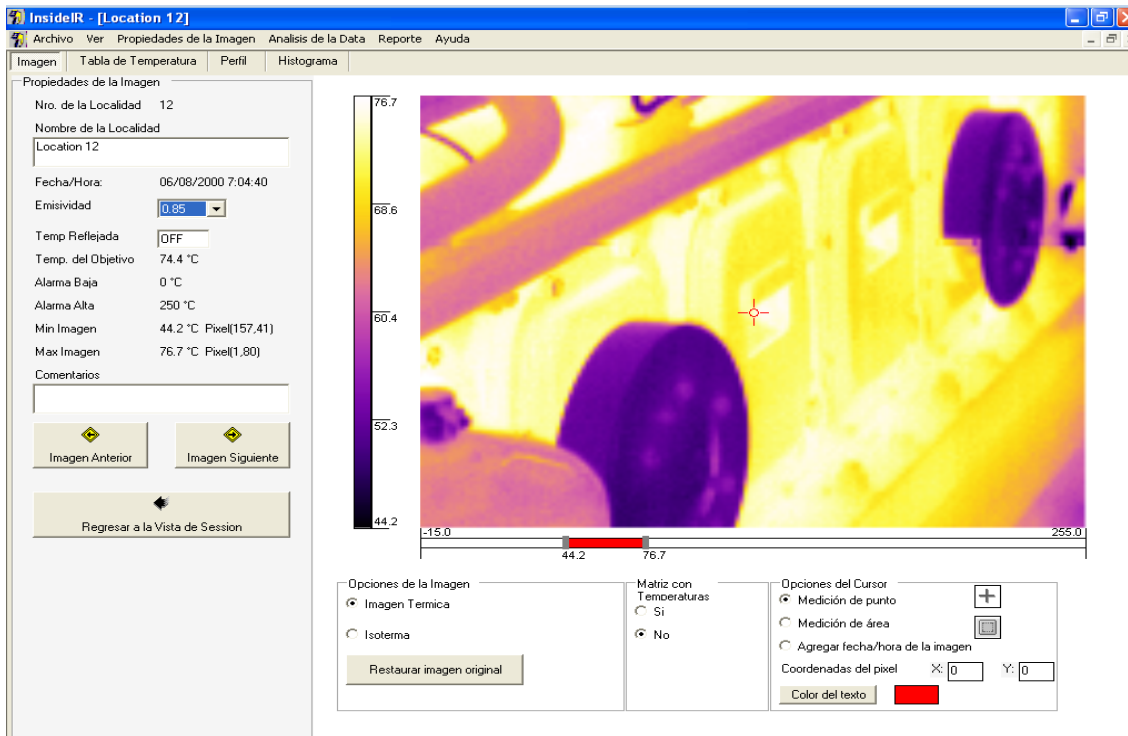 InsideIR - [Location 12]
Archivo Ver Propiedades de la Imagen Analisis de la Data Reporte Ayuda
Imagen Tabla de Temperatura Perfil Histograma
Propiedades de la Imagen
Nro. de la Localidad 12
Nombre de la Localidad
Location 12
Fecha/Hora: 06/08/2000 7:04:40
Emisividad 0.85
Temp Reflejada OFF
Temp. del Objetivo 74.4 °C
Alarma Baja 0 °C
Alarma Alta 250 °C
Min Imagen 44.2 °C Pixel(157,41)
Max Imagen 76.7 °C Pixel(1,80)
Comentarios
Imagen Anterior Imagen Siguiente
Regresar a la Vista de Session
76.7
68.6
60.4
52.3
44.2
-15.0 255.0
44.2 76.7
Opciones de la Imagen
Imagen Termica
Isoterma
Restaurar imagen original
Matriz con
Temperaturas
Si
No
Opciones del Cursor
Medición de punto
Medición de área
Agregar fecha/hora de la imagen
Coordenadas del pixel X: 0 Y: 0
Color del texto